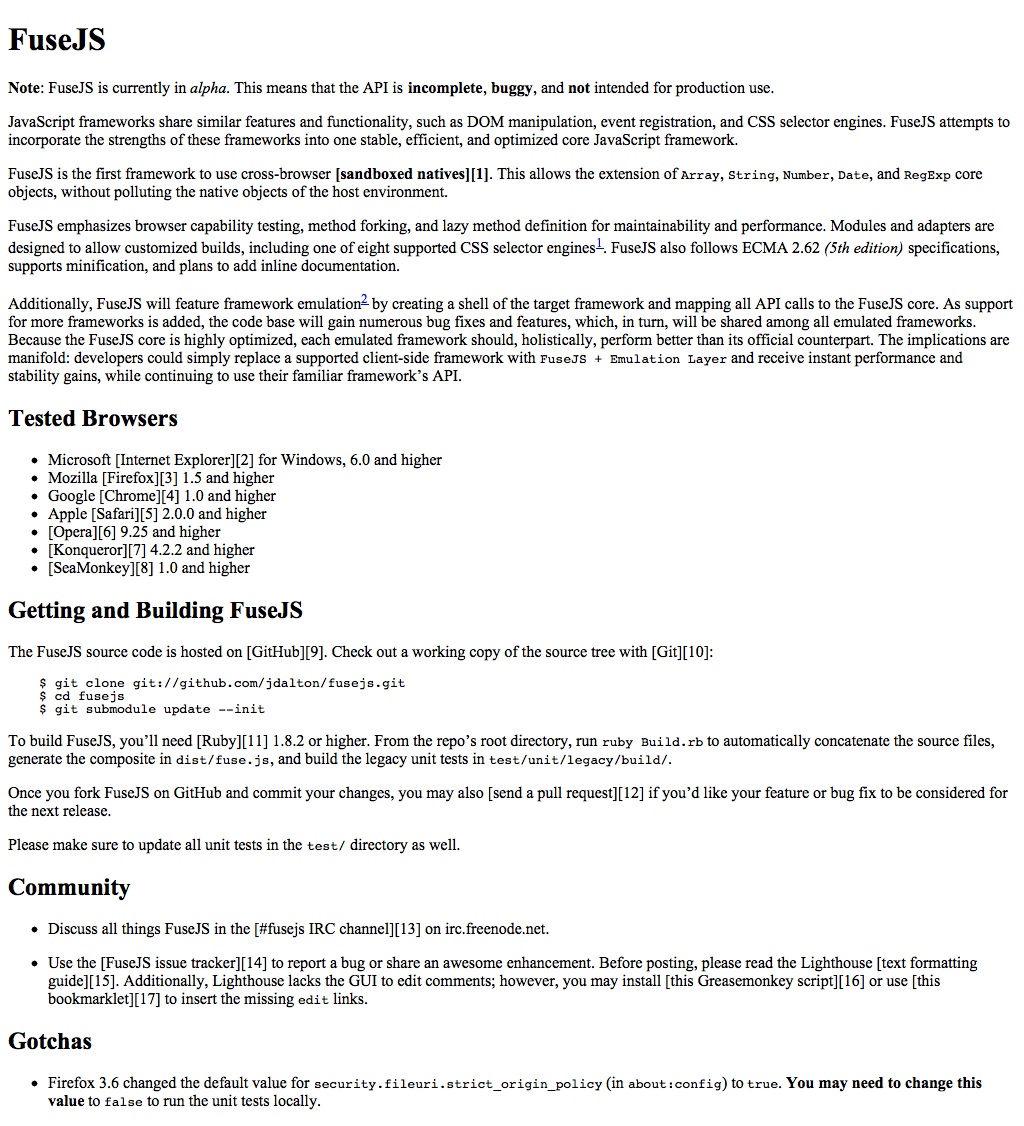 FuseJS
Note: FuseJS is currently in alpha. This means that the API is incomplete, buggy, and not intended for production use.
JavaScript frameworks share similar features and functionality, such as DOM manipulation, event registration, and CSS selector engines. FuseJS attempts to
incorporate the strengths of these frameworks into one stable, efficient, and optimized core JavaScript framework.
FuseJS is the first framework to use cross-browser [sandboxed natives][1]. This allows the extension of Array, String, Number, Date, and RegExp core
objects, without polluting the native objects of the host environment.
FuseJS emphasizes browser capability testing, method forking, and lazy method definition for maintainability and performance. Modules and adapters are
designed to allow customized builds, including one of eight supported CSS selector engines1. FuseJS also follows ECMA 2.62 (5th edition) specifications,
supports minification, and plans to add inline documentation.
Additionally, FuseJS will feature framework emulation2 by creating a shell of the target framework and mapping all API calls to the FuseJS core. As support
for more frameworks is added, the code base will gain numerous bug fixes and features, which, in turn, will be shared among all emulated frameworks.
Because the FuseJS core is highly optimized, each emulated framework should, holistically, perform better than its official counterpart. The implications are
manifold: developers could simply replace a supported client-side framework with FuseJS + Emulation Layer and receive instant performance and
stability gains, while continuing to use their familiar framework’s API.
Tested Browsers
• Microsoft [Internet Explorer][2] for Windows, 6.0 and higher
• Mozilla [Firefox][3] 1.5 and higher
• Google [Chrome][4] 1.0 and higher
• Apple [Safari][5] 2.0.0 and higher
• [Opera][6] 9.25 and higher
• [Konqueror][7] 4.2.2 and higher
• [SeaMonkey][8] 1.0 and higher
Getting and Building FuseJS
The FuseJS source code is hosted on [GitHub][9]. Check out a working copy of the source tree with [Git][10]:
$ git clone git://github.com/jdalton/fusejs.git
$ cd fusejs
$ git submodule update --init
To build FuseJS, you’ll need [Ruby][11] 1.8.2 or higher. From the repo’s root directory, run ruby Build.rb to automatically concatenate the source files,
generate the composite in dist/fuse.js, and build the legacy unit tests in test/unit/legacy/build/.
Once you fork FuseJS on GitHub and commit your changes, you may also [send a pull request][12] if you’d like your feature or bug fix to be considered for
the next release.
Please make sure to update all unit tests in the test/ directory as well.
Community
• Discuss all things FuseJS in the [#fusejs IRC channel][13] on irc.freenode.net.
• Use the [FuseJS issue tracker][14] to report a bug or share an awesome enhancement. Before posting, please read the Lighthouse [text formatting
guide][15]. Additionally, Lighthouse lacks the GUI to edit comments; however, you may install [this Greasemonkey script][16] or use [this
bookmarklet][17] to insert the missing edit links.
Gotchas
• Firefox 3.6 changed the default value for security.fileuri.strict_origin_policy (in about:config) to true. You may need to change this
value to false to run the unit tests locally.